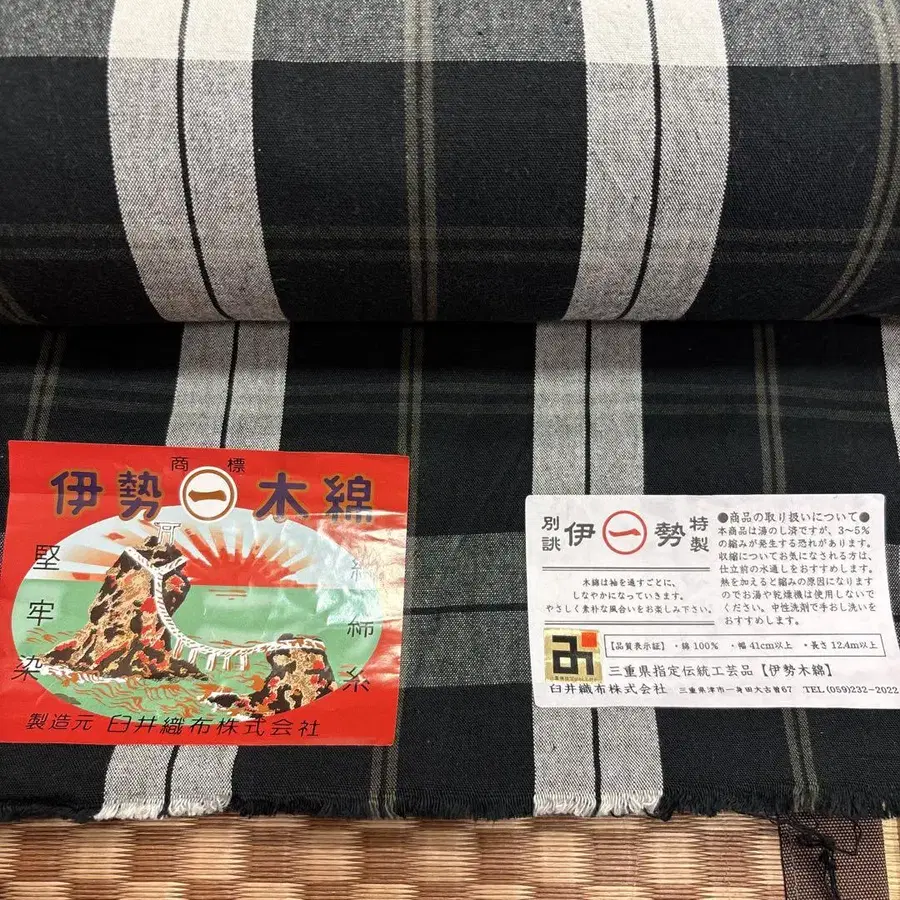 商標
伊勢㊀木綿
堅牢染
締糸
製造元 臼井織布株式会社
別誂 伊㊀勢 特製
木綿は袖を通すごとに、
しなやかになっていきます。
やさしく素朴な風合いをお楽しみ下さい。
●商品の取り扱いについて●
本商品は湯のし済ですが、3〜5%
の縮みが発生する恐れがあります。
収縮についてお気になされる方は、
仕立前の水通しをおすすめします。
熱を加えると縮みの原因になります
のでお湯や乾燥機は使用しないで
ください。中性洗剤で手おし洗いを
おすすめします。
【品質表示証】・綿100% ・幅41cm以上 ・長さ12.4m以上
三重県指定伝統工芸品【伊勢木綿】
臼井織布株式会社 三重県津市一身田大古曽67 TEL(059)232-2022